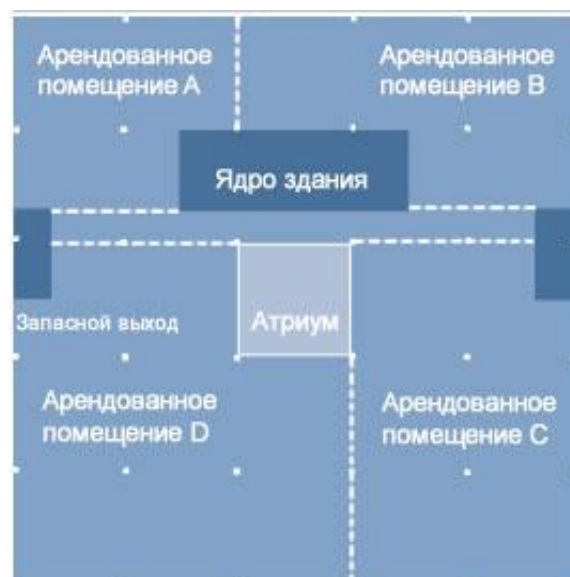 Арендованное
помещение A
Арендованное
помещение B
Ядро здания
Запасной выход
Атриум
Арендованное
помещение D
Арендованное
помещение C